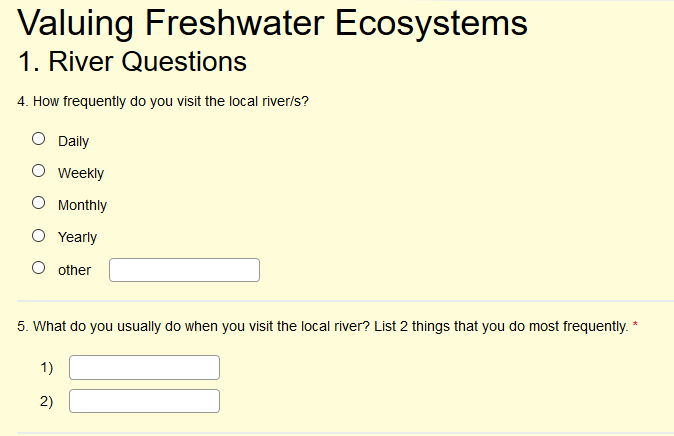 Valuing Freshwater Ecosystems
1. River Questions
4. How frequently do you visit the local river/s?
Daily
Weekly
Monthly
Yearly
other
5. What do you usually do when you visit the local river? List 2 things that you do most frequently. *
1)
2)